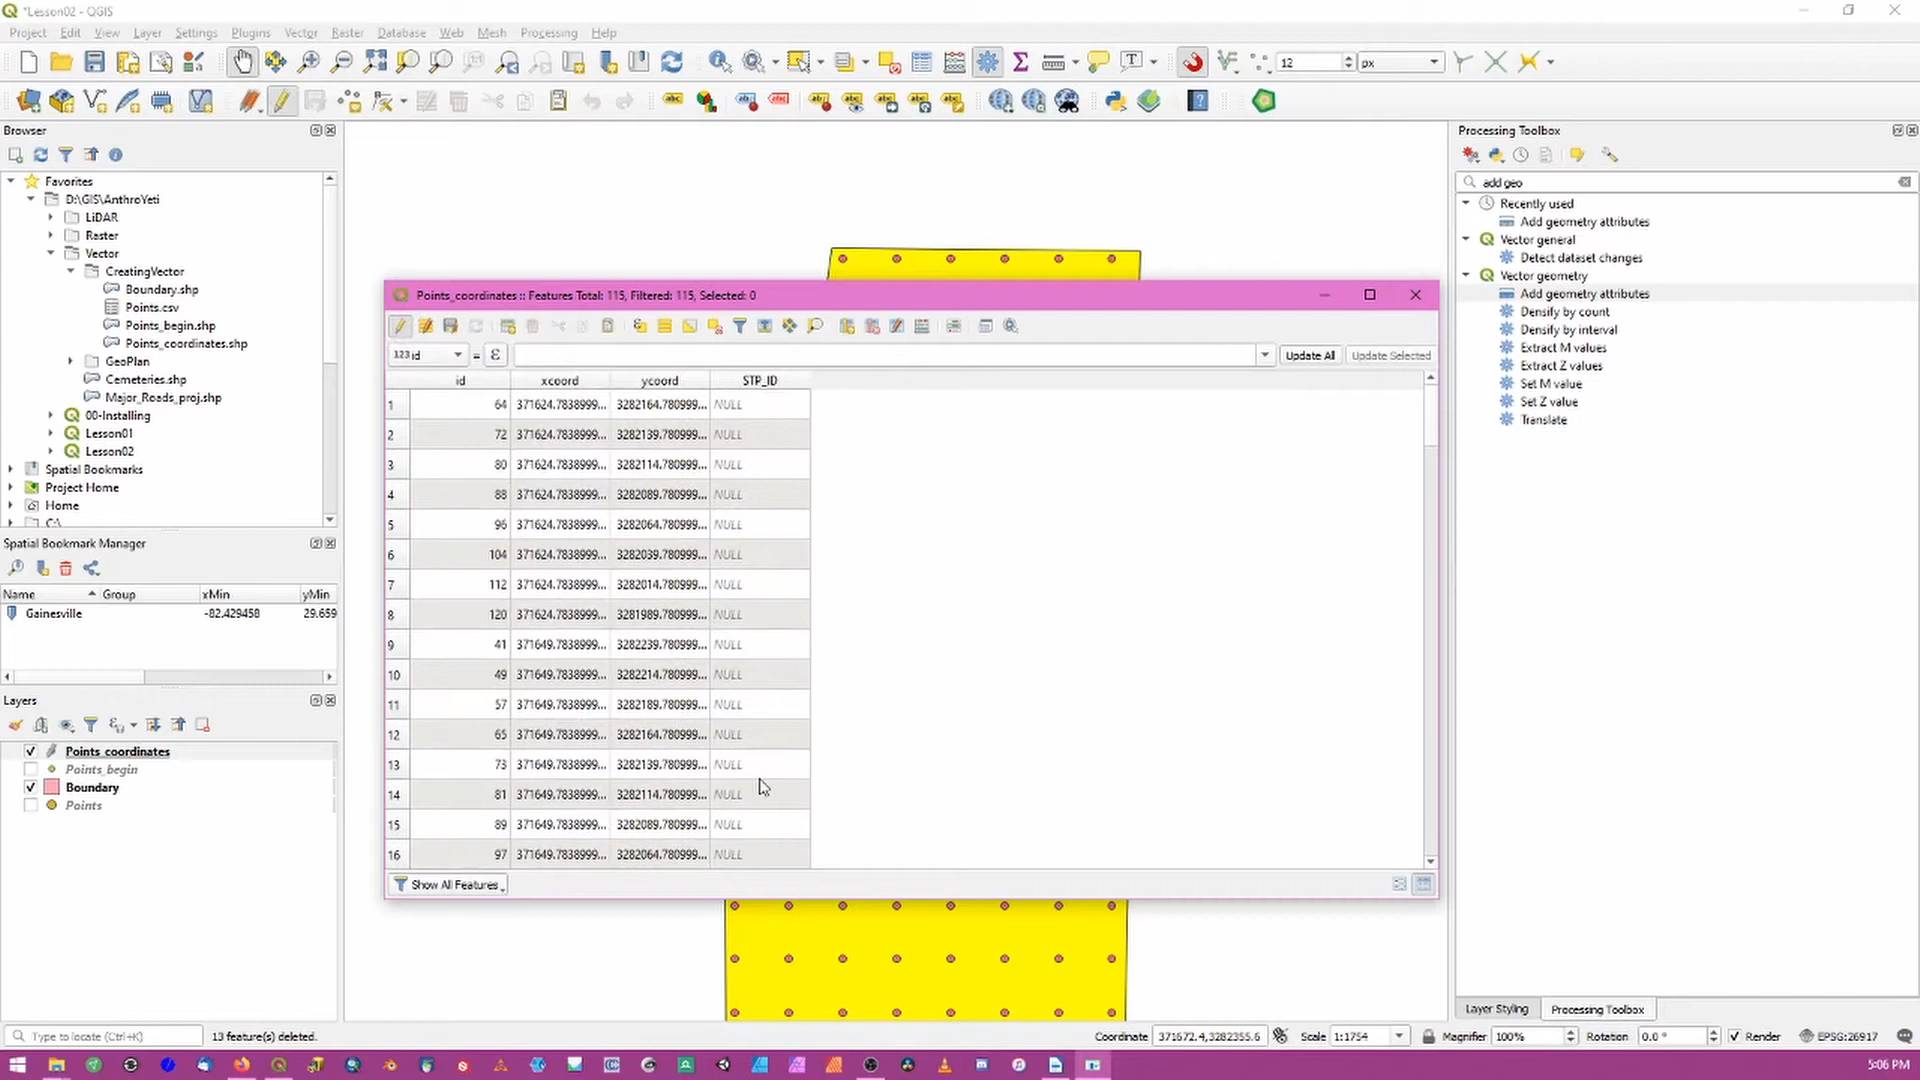 *Lesson02 - QGIS
Project Edit View Layer Settings Plugins Vector Raster Database Web Mesh Processing Help
12 px
Browser
Favorites
D:\GIS\AnthroYeti
LiDAR
Raster
Vector
CreatingVector
Boundary.shp
Points.csv
Points_begin.shp
Points_coordinates.shp
GeoPlan
Cemeteries.shp
Major_Roads_proj.shp
00-Installing
Lesson01
Lesson02
Spatial Bookmarks
Project Home
Home
C:\
Spatial Bookmark Manager
Name Group xMin yMin
Gainesville -82.429458 29.659
Layers
Points_coordinates
Points_begin
Boundary
Points
Points_coordinates :: Features Total: 115, Filtered: 115, Selected: 0
123 id = ε Update All Update Selected
id xcoord ycoord STP_ID
1 64 371624.7838999... 3282164.780999... NULL
2 72 371624.7838999... 3282139.780999... NULL
3 80 371624.7838999... 3282114.780999... NULL
4 88 371624.7838999... 3282089.780999... NULL
5 96 371624.7838999... 3282064.780999... NULL
6 104 371624.7838999... 3282039.780999... NULL
7 112 371624.7838999... 3282014.780999... NULL
8 120 371624.7838999... 3281989.780999... NULL
9 41 371649.7838999... 3282239.780999... NULL
10 49 371649.7838999... 3282214.780999... NULL
11 57 371649.7838999... 3282189.780999... NULL
12 65 371649.7838999... 3282164.780999... NULL
13 73 371649.7838999... 3282139.780999... NULL
14 81 371649.7838999... 3282114.780999... NULL
15 89 371649.7838999... 3282089.780999... NULL
16 97 371649.7838999... 3282064.780999... NULL
Show All Features
Processing Toolbox
add geo
Recently used
Add geometry attributes
Vector general
Detect dataset changes
Vector geometry
Add geometry attributes
Densify by count
Densify by interval
Extract M values
Extract Z values
Set M value
Set Z value
Translate
Layer Styling Processing Toolbox
Type to locate (Ctrl+K) 13 feature(s) deleted. Coordinate 371672.4,3282355.6 Scale 1:1754 Magnifier 100% Rotation 0.0 ° Render EPSG:26917
5:06 PM